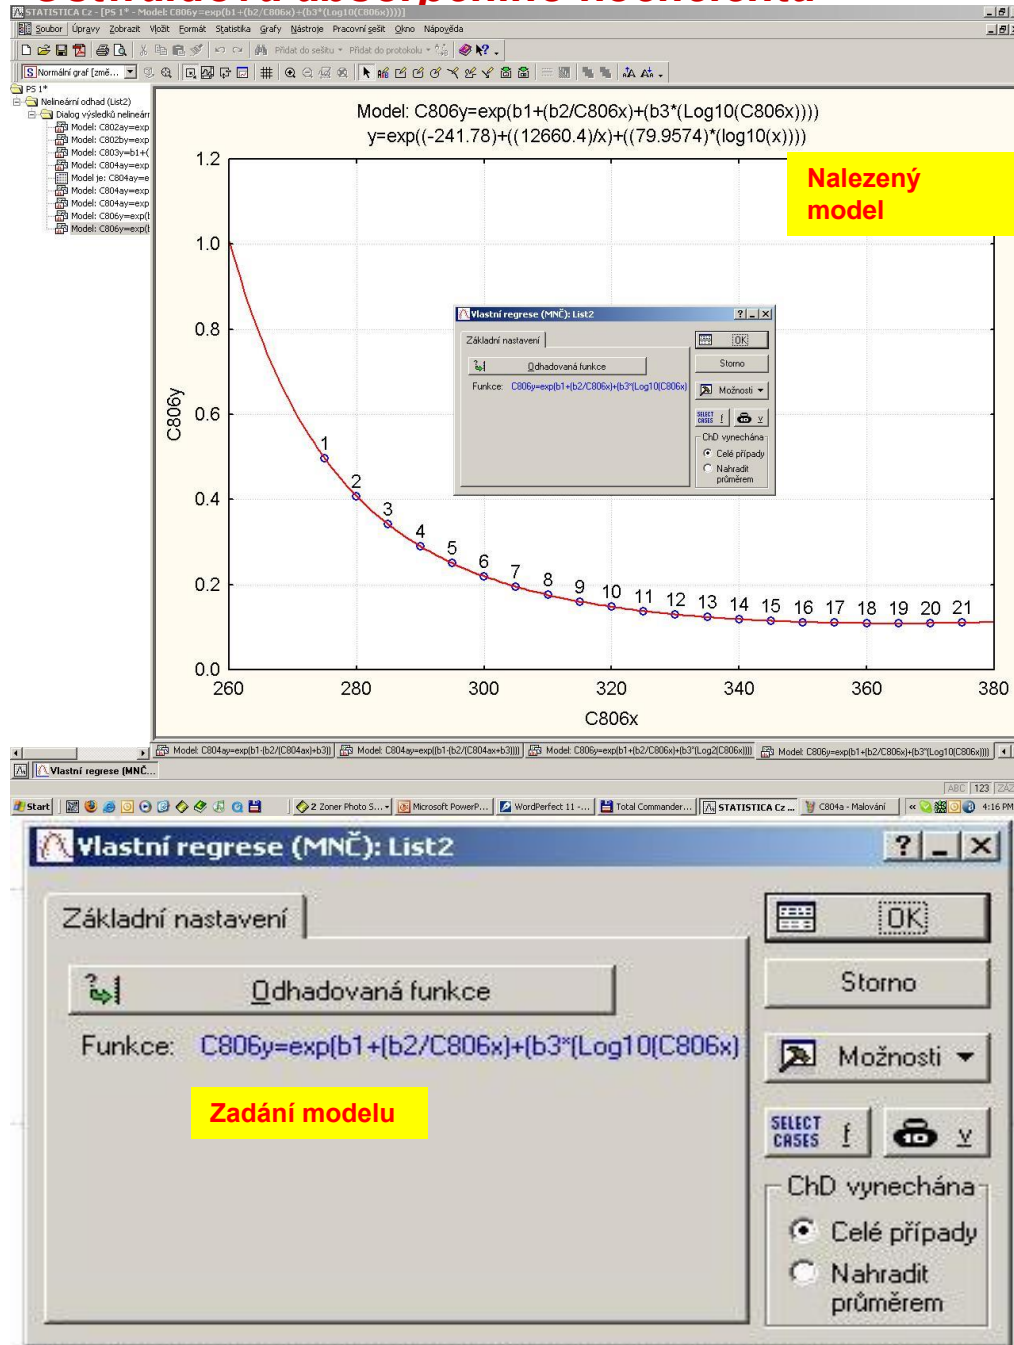 STATISTICA Cz - [PS 1* - Model: C806y=exp(b1+(b2/C806x)+(b3*(Log10(C806x))))]
Soubor Úpravy Zobrazit Vložit Formát Statistika Grafy Nástroje Pracovní sešit Okno Nápověda
Přidat do sešitu Přidat do protokolu
Normální graf [změ...
PS 1*
Nelineární odhad (List2)
Dialog výsledků nelineárr
Model: C802ay=exp
Model: C802by=exp
Model: C803y=b1+(
Model: C804ay=exp
Model je: C804ay=e
Model: C804ay=exp
Model: C804ay=exp
Model: C806y=exp(b
Model: C806y=exp(b
Model: C806y=exp(b1+(b2/C806x)+(b3*(Log10(C806x))))
y=exp((-241.78)+((12660.4)/x)+((79.9574)*(log10(x))))
Nalezený
model
1.2
1.0
0.8
0.6
0.4
0.2
0.0
C806y
1 2 3 4 5 6 7 8 9 10 11 12 13 14 15 16 17 18 19 20 21
260 280 300 320 340 360 380
C806x
Vlastní regrese (MNČ): List2
Základní nastavení
OK
Odhadovaná funkce
Storno
Funkce: C806y=exp(b1+(b2/C806x)+(b3*(Log10(C806x)
Možnosti
SELECT CASES f v
ChD vynechána
Celé případy
Nahradit
průměrem
Model: C804ay=exp(b1-(b2/(C804ax)+b3)) Model: C804ay=exp((b1-(b2/(C804ax+b3)))) Model: C806y=exp(b1+(b2/C806x)+(b3*(Log2(C806x)))) Model: C806y=exp(b1+(b2/C806x)+(b3*(Log10(C806x))))
Vlastní regrese (MNČ...
ABC 123 ZÁZ
Start 2 Zoner Photo S... Microsoft PowerP... WordPerfect 11 -... Total Commander... STATISTICA Cz ... C804a - Malování 4:16 PM
Vlastní regrese (MNČ): List2
Základní nastavení
OK
Odhadovaná funkce
Storno
Funkce: C806y=exp(b1+(b2/C806x)+(b3*(Log10(C806x)
Možnosti
Zadání modelu
SELECT CASES f v
ChD vynechána
Celé případy
Nahradit
průměrem